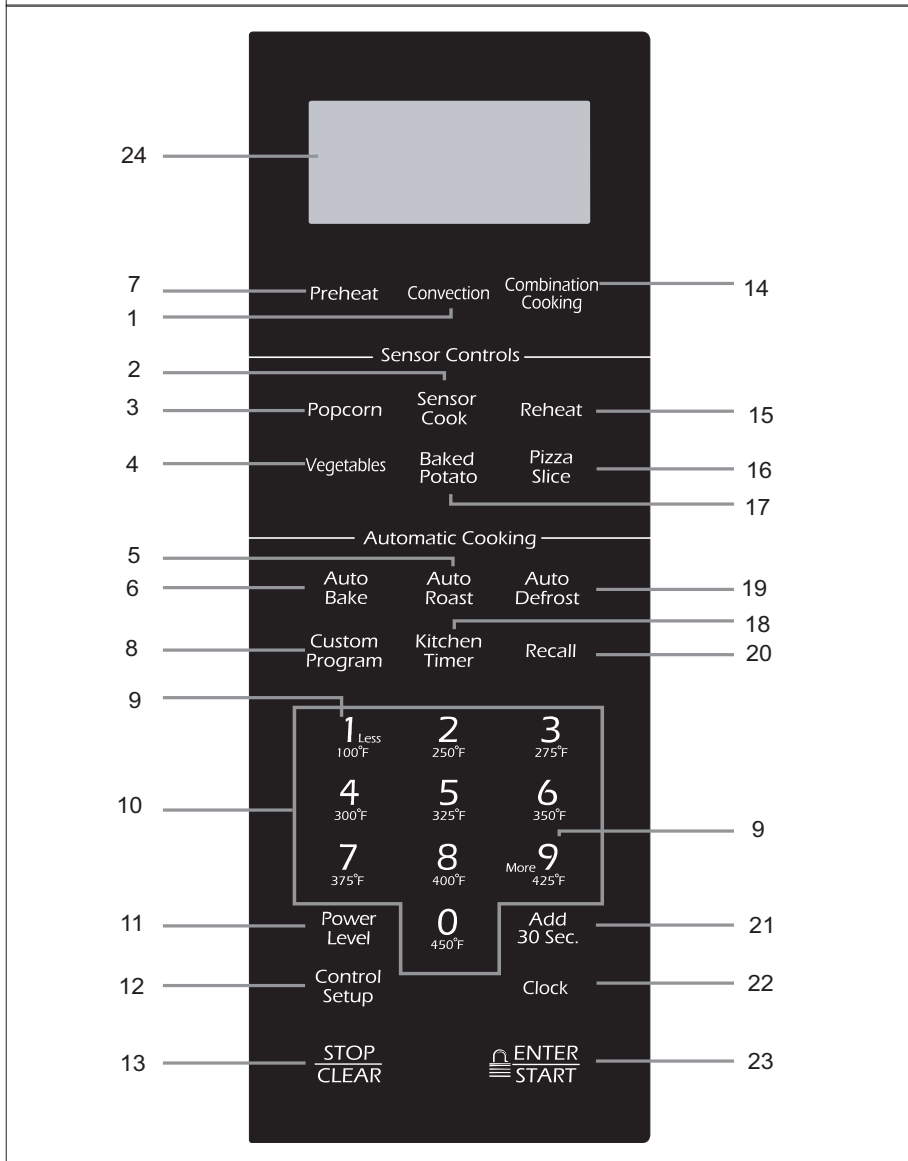 24
7
Preheat
Convection
Combination
Cooking
14
1
Sensor Controls
2
3
Popcorn
Sensor
Cook
Reheat
15
4
Vegetables
Baked
Potato
Pizza
Slice
16
17
Automatic Cooking
5
6
Auto
Bake
Auto
Roast
Auto
Defrost
19
18
8
Custom
Program
Kitchen
Timer
Recall
20
9
1 Less
100°F
2
250°F
3
275°F
10
4
300°F
5
325°F
6
350°F
9
7
375°F
8
400°F
More 9
425°F
11
Power
Level
0
450°F
Add
30 Sec.
21
12
Control
Setup
Clock
22
13
STOP
CLEAR
ENTER
START
23